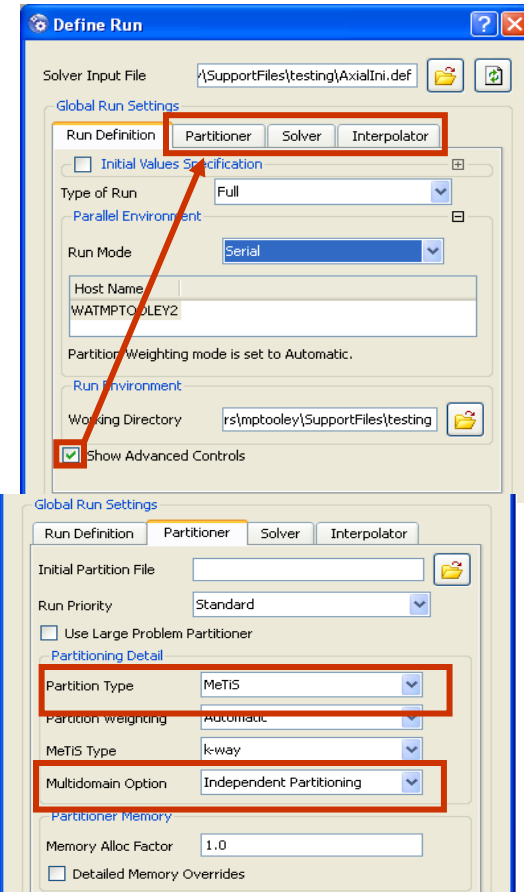 Define Run
Solver Input File \SupportFiles\testing\AxialIni.def
Global Run Settings
Run Definition Partitioner Solver Interpolator
Initial Values Specification
Type of Run Full
Parallel Environment
Run Mode Serial
Host Name
WATMPTOOLEY2
Partition Weighting mode is set to Automatic.
Run Environment
Working Directory rs\mptooley\SupportFiles\testing
Show Advanced Controls
Global Run Settings
Run Definition Partitioner Solver Interpolator
Initial Partition File
Run Priority Standard
Use Large Problem Partitioner
Partitioning Detail
Partition Type MeTiS
Partition Weighting Automatic
MeTiS Type k-way
Multidomain Option Independent Partitioning
Partitioner Memory
Memory Alloc Factor 1.0
Detailed Memory Overrides